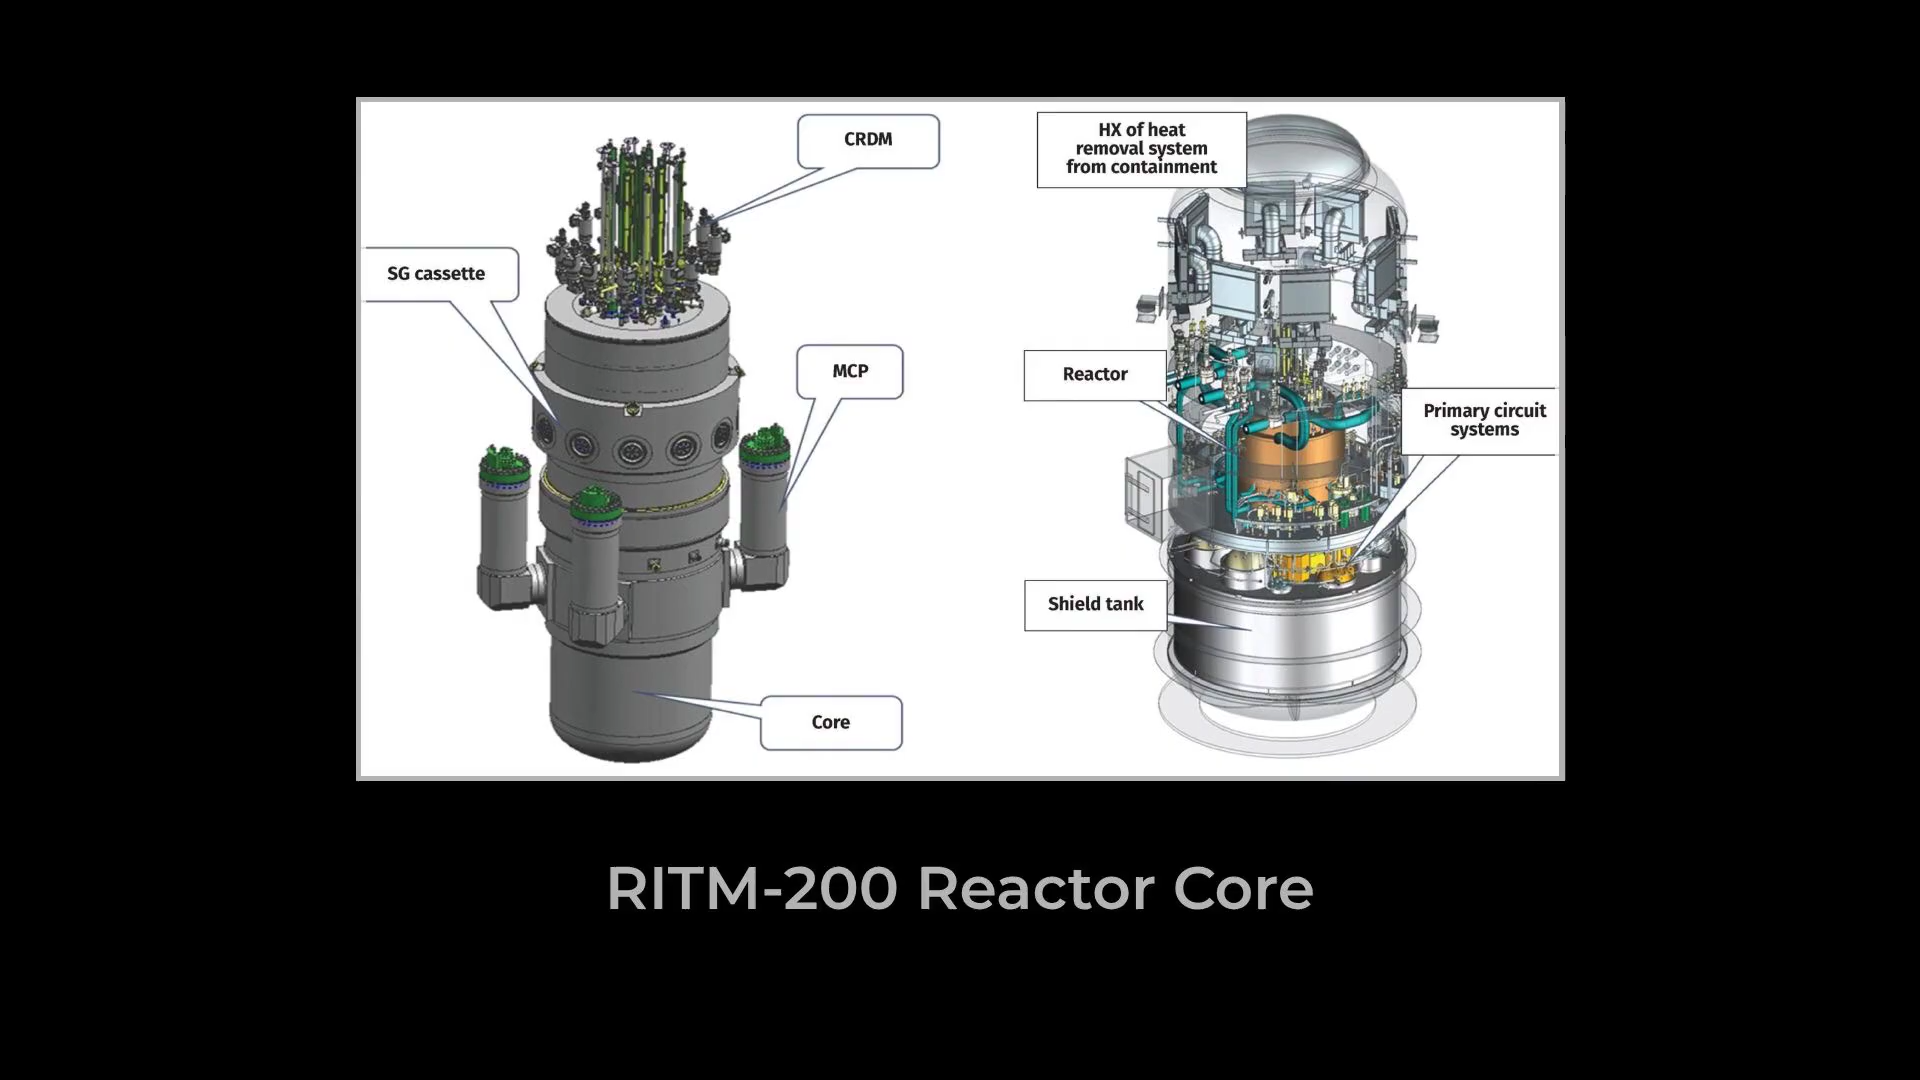 CRDM
SG cassette
MCP
Core
HX of heat
removal system
from containment
Reactor
Primary circuit
systems
Shield tank
RITM-200 Reactor Core